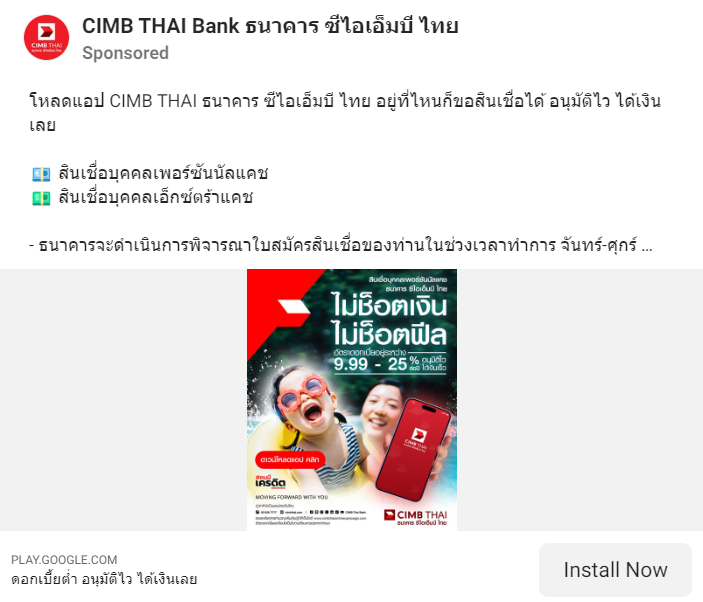 CIMB THAI Bank ธนาคาร ซีไอเอ็มบี ไทย
Sponsored
CIMB THAI
โหลดแอป CIMB THAI ธนาคาร ซีไอเอ็มบี ไทย อยู่ที่ไหนก็ขอสินเชื่อได้ อนุมัติไว ได้เงิน
เลย
สินเชื่อบุคคลเพอร์ซันนัลแคช
สินเชื่อบุคคลเอ็กซ์ตร้าแคช
- ธนาคารจะดำเนินการพิจารณาใบสมัครสินเชื่อของท่านในช่วงเวลาทำการ จันทร์-ศุกร์ ...
สินเชื่อบุคคลเพอร์ซันนัลแคช
ธนาคาร ซีไอเอ็มบี ไทย
ไม่ช็อตเงิน
ไม่ช็อตฟีล
อัตราดอกเบี้ยอยู่ระหว่าง
9.99 - 25 % ต่อปี
อนุมัติไว
ได้เงินเร็ว
CIMB THAI
ดาวน์โหลดแอป คลิก
เครดิต
MOVING FORWARD WITH YOU
CIMB THAI
ธนาคาร ซีไอเอ็มบี ไทย
PLAY.GOOGLE.COM
ดอกเบี้ยต่ำ อนุมัติไว ได้เงินเลย
Install Now